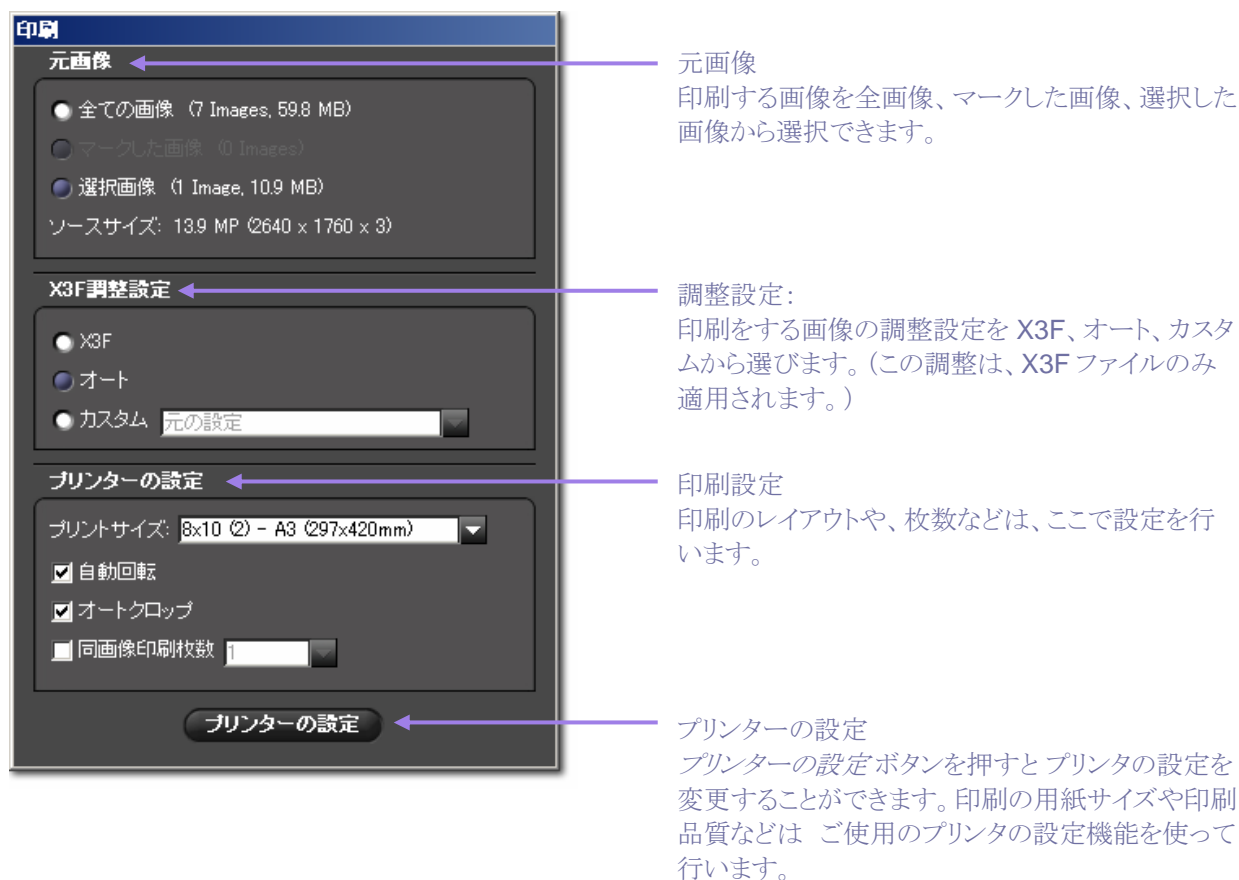 印刷
元画像
全ての画像 (7 Images, 59.8 MB)
マークした画像 (0 Images)
選択画像 (1 Image, 10.9 MB)
ソースサイズ: 13.9 MP (2640 x 1760 x 3)
X3F調整設定
X3F
オート
カスタム 元の設定
プリンターの設定
プリントサイズ: 8x10 (2) - A3 (297x420mm)
自動回転
オートクロップ
同画像印刷枚数 1
プリンターの設定
元画像
印刷する画像を全画像、マークした画像、選択した
画像から選択できます。
調整設定:
印刷をする画像の調整設定を X3F、オート、カスタ
ムから選びます。(この調整は、X3F ファイルのみ
適用されます。)
印刷設定
印刷のレイアウトや、枚数などは、ここで設定を行
います。
プリンターの設定
プリンターの設定 ボタンを押すと プリンタの設定を
変更することができます。印刷の用紙サイズや印刷
品質などは ご使用のプリンタの設定機能を使って
行います。